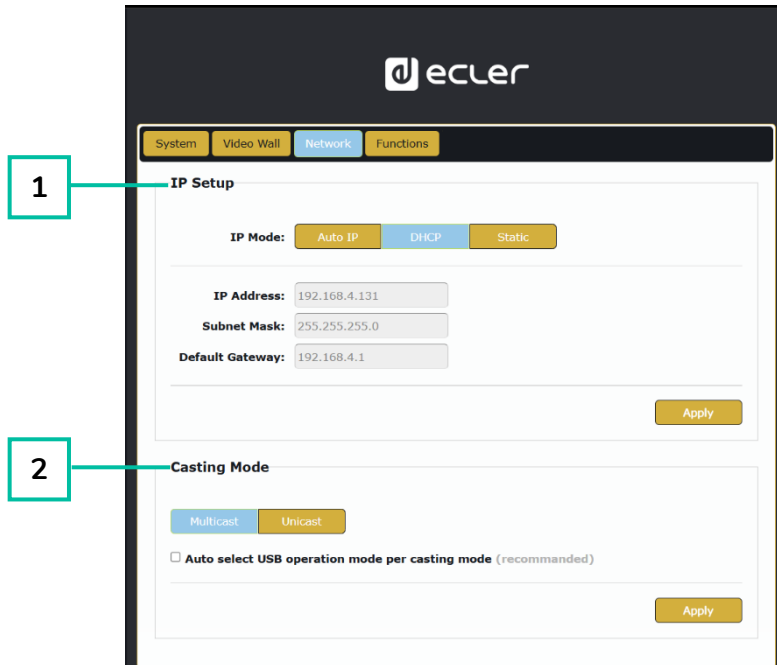 ecler
System Video Wall Network Functions
1
IP Setup
IP Mode: Auto IP DHCP Static
IP Address: 192.168.4.131
Subnet Mask: 255.255.255.0
Default Gateway: 192.168.4.1
Apply
2
Casting Mode
Multicast Unicast
Auto select USB operation mode per casting mode (recommanded)
Apply